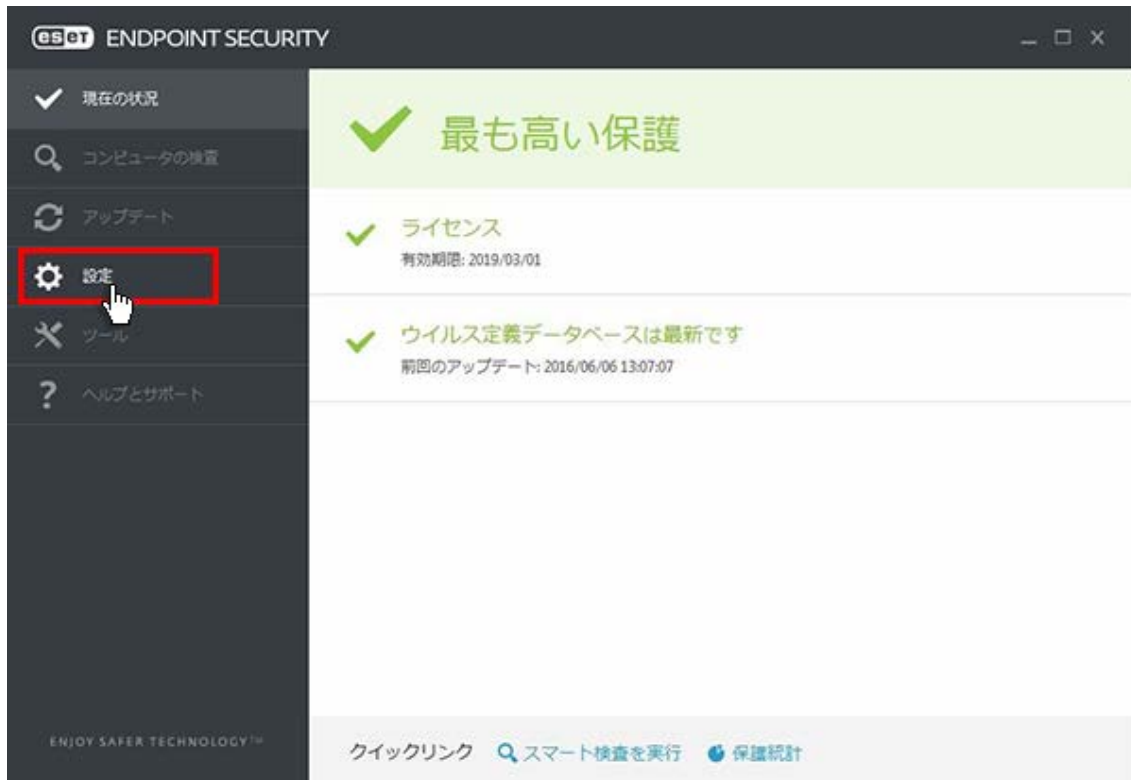 eset ENDPOINT SECURITY
現在の状況
コンピュータの検査
アップデート
設定
ツール
ヘルプとサポート
ENJOY SAFER TECHNOLOGY™
最も高い保護
ライセンス
有効期限: 2019/03/01
ウイルス定義データベースは最新です
前回のアップデート: 2016/06/06 13:07:07
クイックリンク スマート検査を実行 保護統計